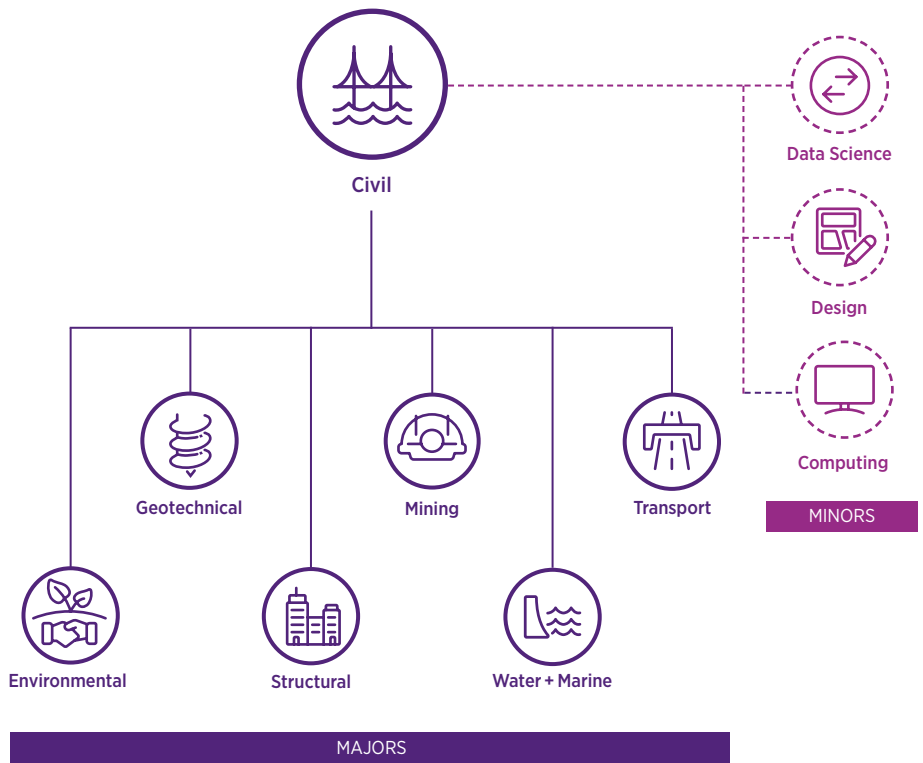 Civil
Data Science
Design
Computing
MINORS
Geotechnical
Mining
Transport
Environmental
Structural
Water + Marine
MAJORS